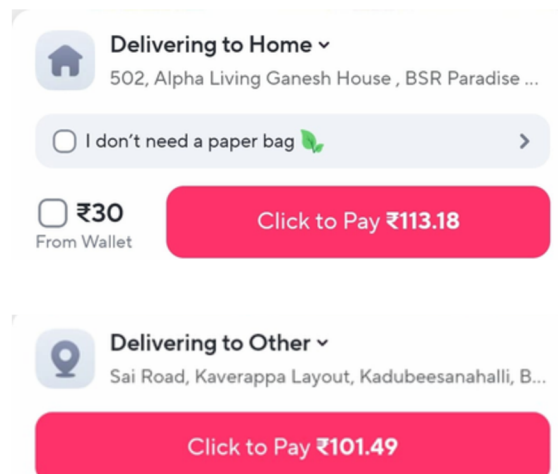 Delivering to Home
502, Alpha Living Ganesh House , BSR Paradise ...
I don't need a paper bag
₹30
From Wallet
Click to Pay ₹113.18
Delivering to Other
Sai Road, Kaverappa Layout, Kadubeesanahalli, B...
Click to Pay ₹101.49